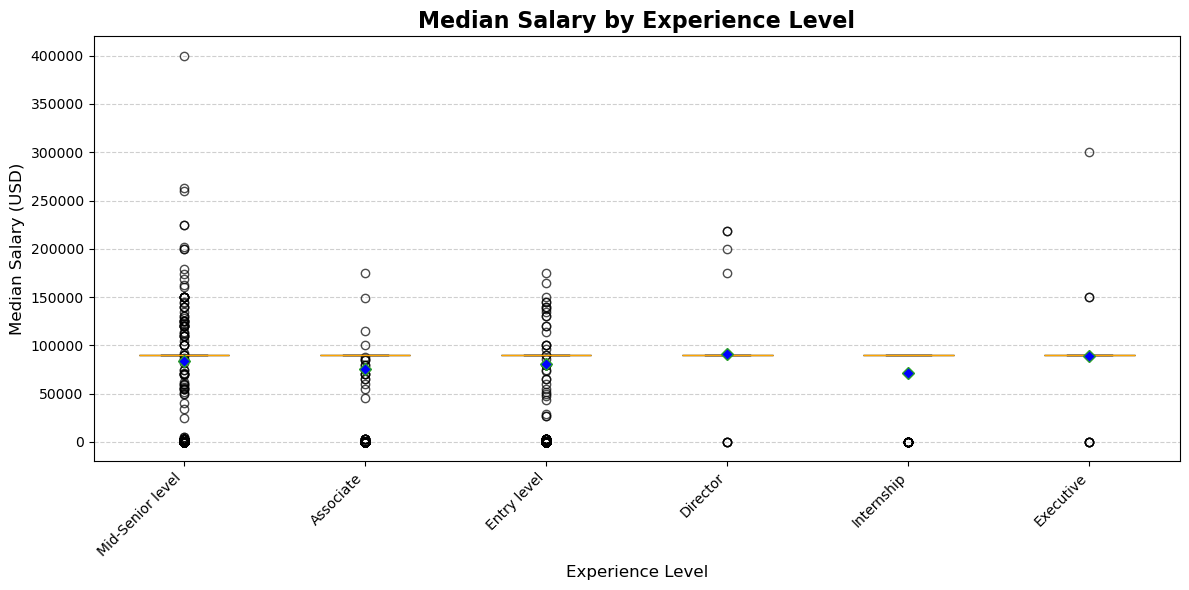 Median Salary by Experience Level
Median Salary (USD)
400000
350000
300000
250000
200000
150000
100000
50000
0
Mid-Senior level
Associate
Entry level
Director
Internship
Executive
Experience Level